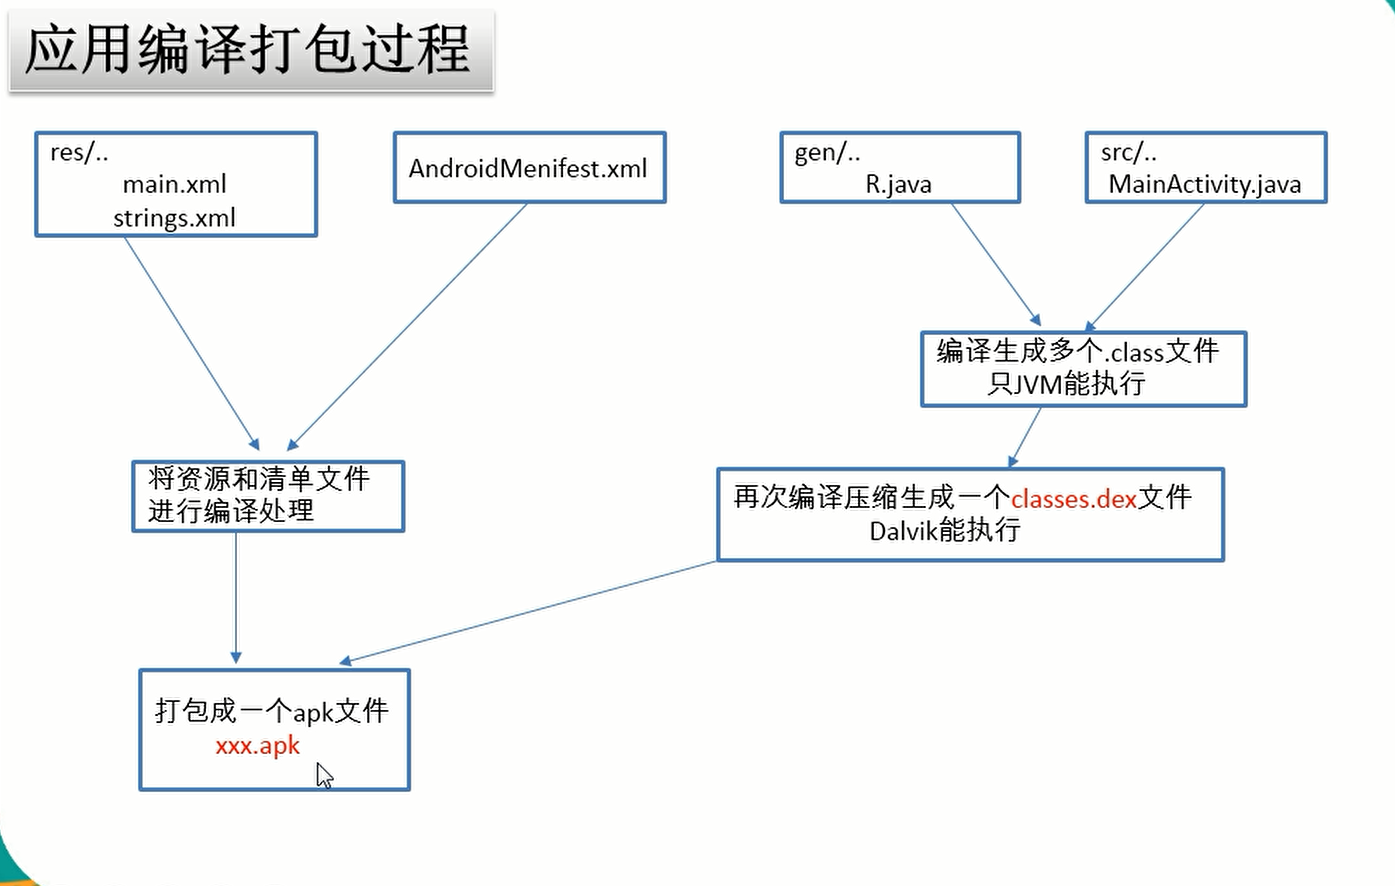 应用编译打包过程
res/..
main.xml
strings.xml
AndroidMenifest.xml
gen/..
R.java
src/..
MainActivity.java
编译生成多个.class文件
只JVM能执行
将资源和清单文件
进行编译处理
再次编译压缩生成一个classes.dex文件
Dalvik能执行
打包成一个apk文件
xxx.apk